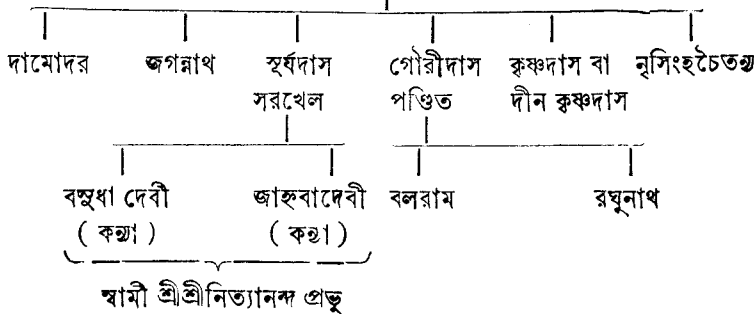 দামোদর জগন্নাথ সূর্যদাস গৌরীদাস কৃষ্ণদাস বা নৃসিংহচৈতন্য
সরখেল পণ্ডিত দীন কৃষ্ণদাস
বসুধা দেবী জাহ্নবাদেবী বলরাম রঘুনাথ
( কন্যা ) ( কন্যা )
স্বামী শ্রীশ্রীনিত্যানন্দ প্রভু